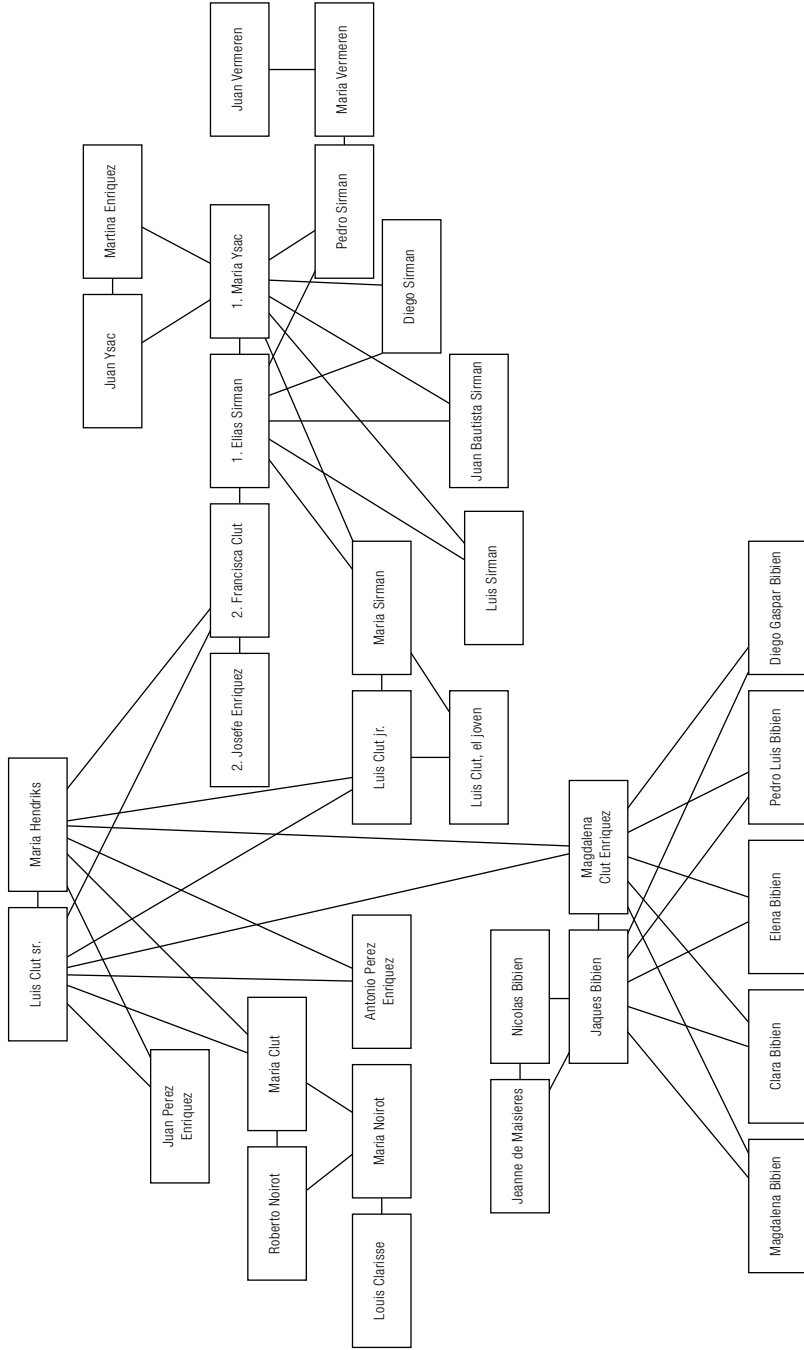 Luis Clut sr.
Maria Hendriks
Juan Perez
Enriquez
Juan Ysac
Martina Enriquez
Roberto Noirot
Maria Clut
2. Josefe Enriquez
2. Francisca Clut
1. Elias Sirman
1. Maria Ysac
Juan Vermeren
Louis Clarisse
Maria Noirot
Antonio Perez
Enriquez
Luis Clut jr.
Maria Sirman
Diego Sirman
Pedro Sirman
Maria Vermeren
Luis Clut, el joven
Luis Sirman
Juan Bautista Sirman
Jeanne de Maisieres
Nicolas Bibien
Jaques Bibien
Magdalena
Clut Enriquez
Magdalena Bibien
Clara Bibien
Elena Bibien
Pedro Luis Bibien
Diego Gaspar Bibien